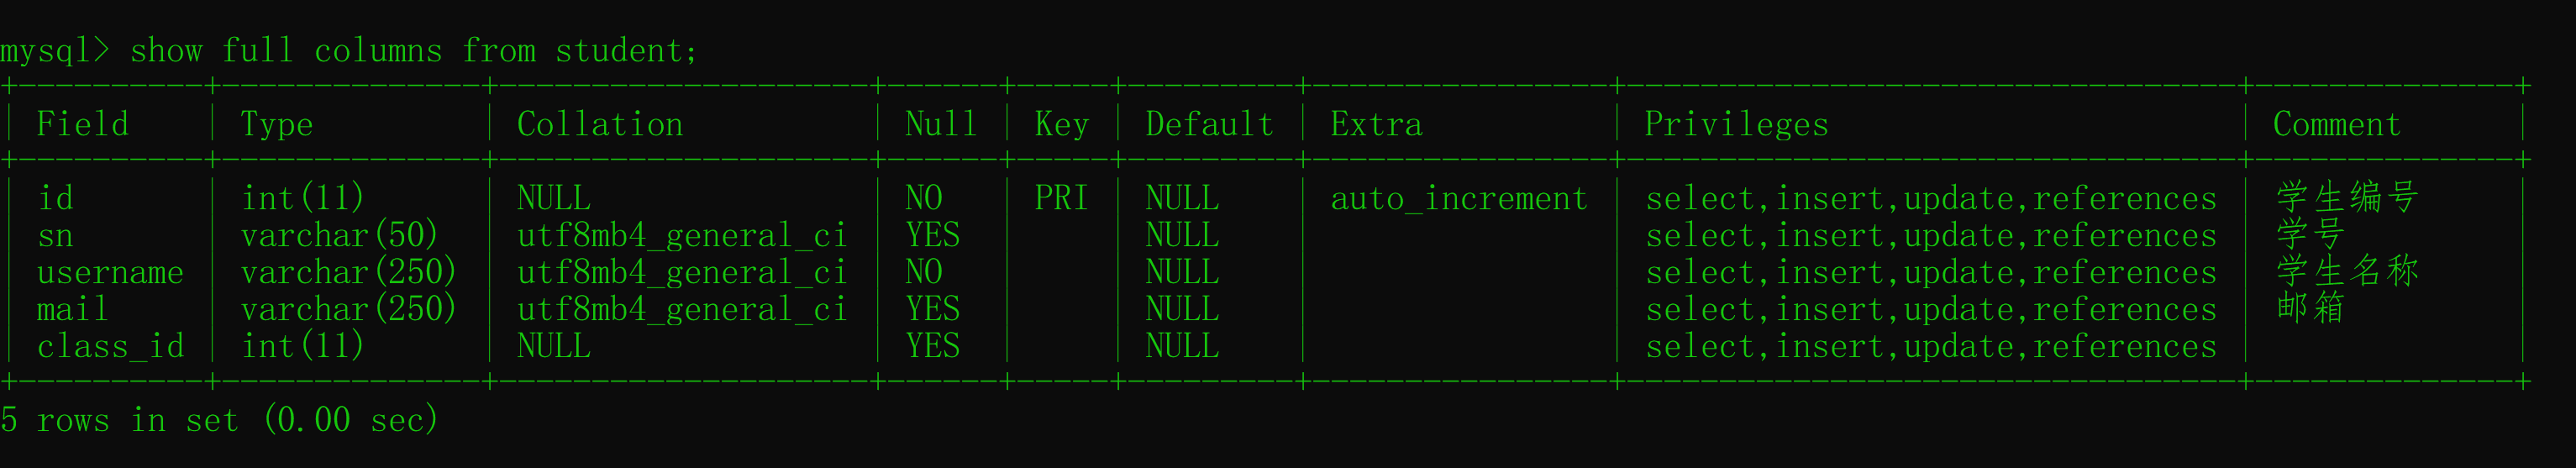 mysql> show full columns from student;
+----------+--------------+--------------------+------+-----+---------+----------------+---------------------------------+--------------+
| Field    | Type         | Collation          | Null | Key | Default | Extra          | Privileges                      | Comment      |
+----------+--------------+--------------------+------+-----+---------+----------------+---------------------------------+--------------+
| id       | int(11)      | NULL               | NO   | PRI | NULL    | auto_increment | select,insert,update,references | 学生编号     |
| sn       | varchar(50)  | utf8mb4_general_ci | YES  |     | NULL    |                | select,insert,update,references | 学号         |
| username | varchar(250) | utf8mb4_general_ci | NO   |     | NULL    |                | select,insert,update,references | 学生名称     |
| mail     | varchar(250) | utf8mb4_general_ci | YES  |     | NULL    |                | select,insert,update,references | 邮箱         |
| class_id | int(11)      | NULL               | YES  |     | NULL    |                | select,insert,update,references |              |
+----------+--------------+--------------------+------+-----+---------+----------------+---------------------------------+--------------+
5 rows in set (0.00 sec)